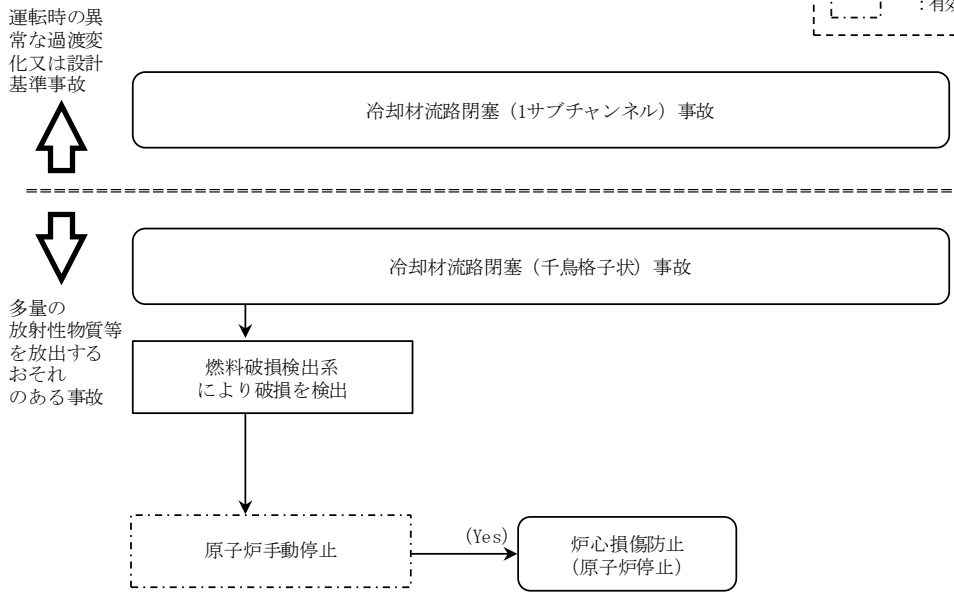 運転時の異
常な過渡変
化又は設計
基準事故
：有効
冷却材流路閉塞（1サブチャンネル）事故
冷却材流路閉塞（千鳥格子状）事故
多量の
放射性物質等
を放出する
おそれ
のある事故
燃料破損検出系
により破損を検出
原子炉手動停止
(Yes)
炉心損傷防止
（原子炉停止）